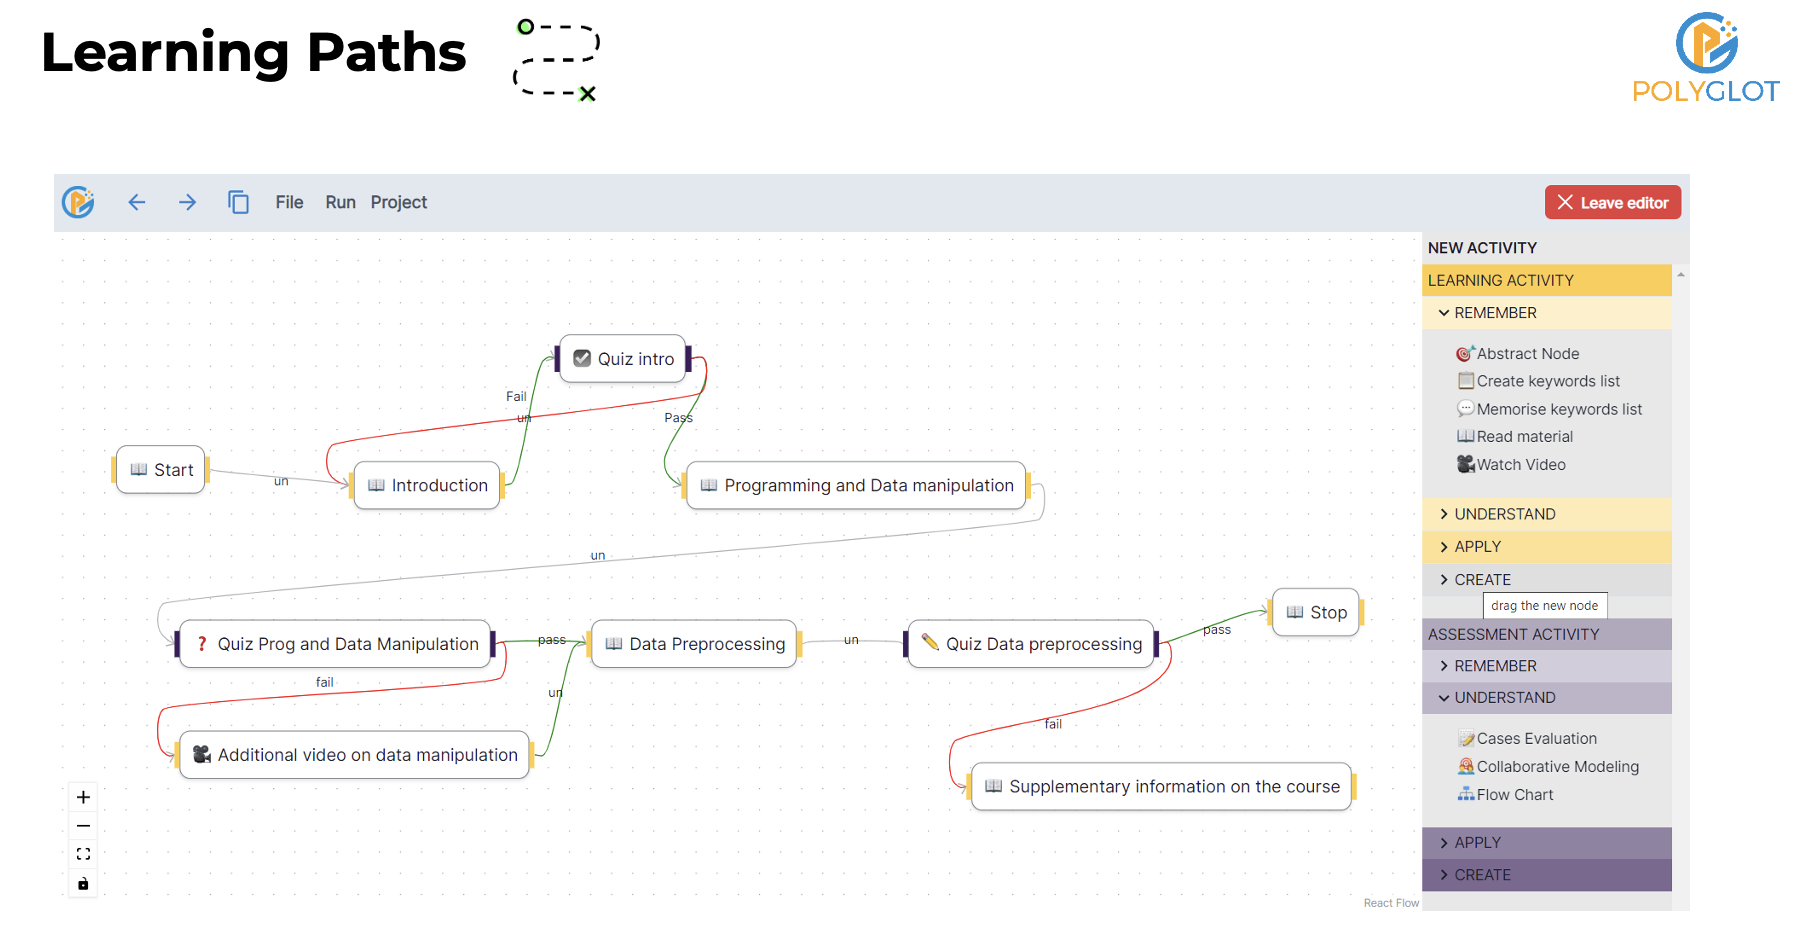 Learning Paths
POLYGLOT
File Run Project
Leave editor
NEW ACTIVITY
LEARNING ACTIVITY
REMEMBER
Abstract Node
Create keywords list
Memorise keywords list
Read material
Watch Video
UNDERSTAND
APPLY
CREATE
drag the new node
ASSESSMENT ACTIVITY
REMEMBER
UNDERSTAND
Cases Evaluation
Collaborative Modeling
Flow Chart
APPLY
CREATE
Quiz intro
Fail
un
Pass
Start
un
Introduction
Programming and Data manipulation
un
Stop
Quiz Prog and Data Manipulation
pass
Data Preprocessing
un
Quiz Data preprocessing
pass
fail
un
fail
Additional video on data manipulation
Supplementary information on the course
React Flow